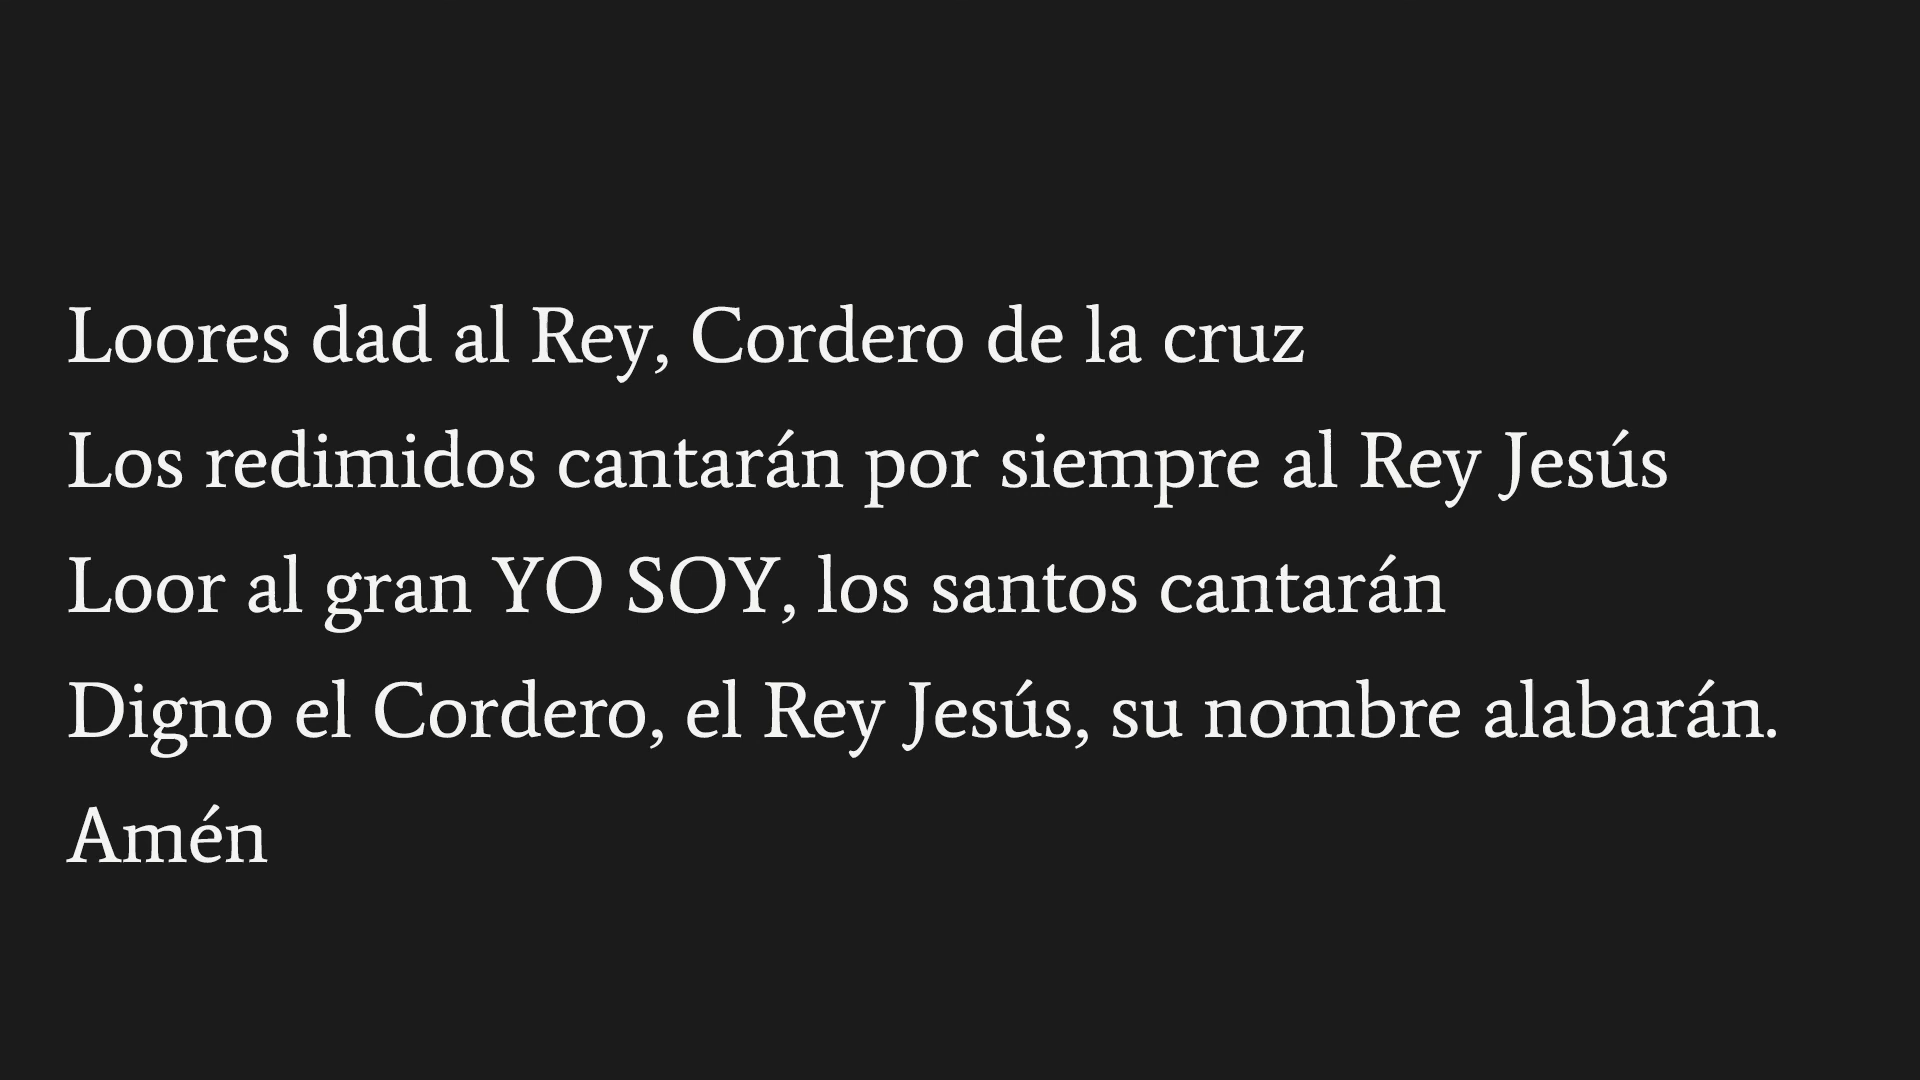 Loores dad al Rey, Cordero de la cruz
Los redimidos cantarán por siempre al Rey Jesús
Loor al gran YO SOY, los santos cantarán
Digno el Cordero, el Rey Jesús, su nombre alabarán.
Amén